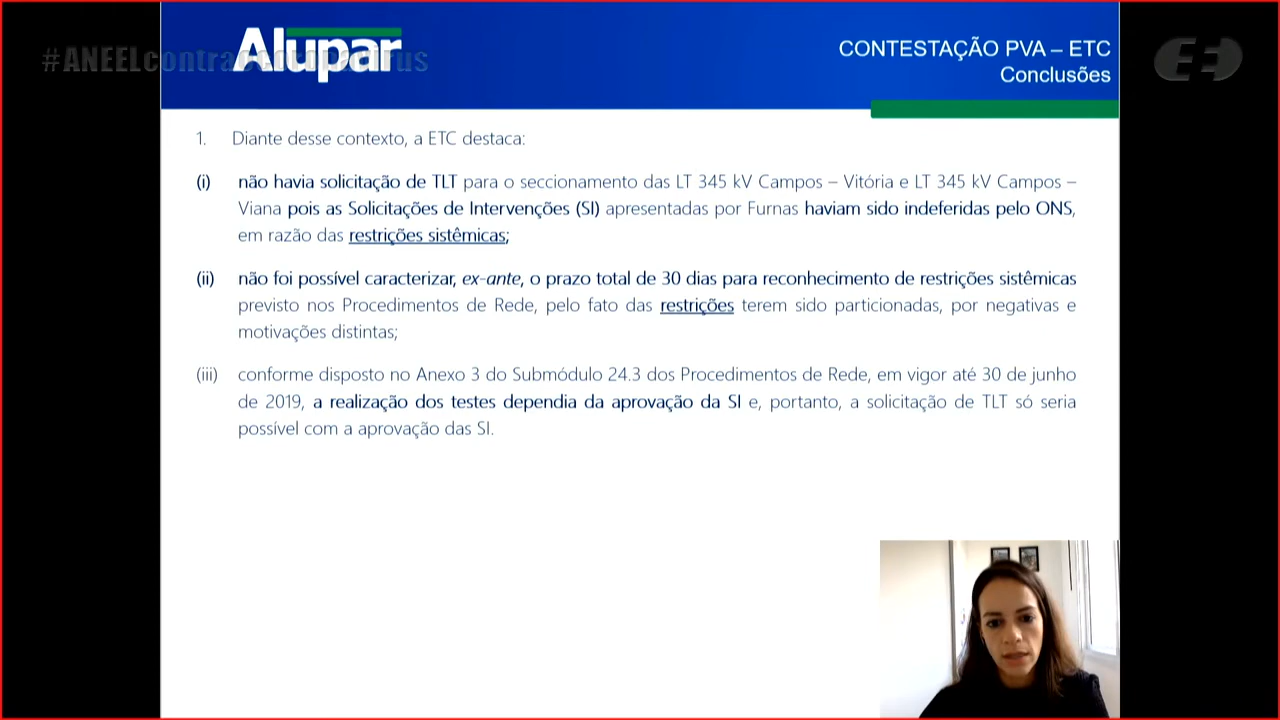 #ANEELcontraocoronavírus
Alupar
CONTESTAÇÃO PVA – ETC
Conclusões
1. Diante desse contexto, a ETC destaca:
(i) não havia solicitação de TLT para o seccionamento das LT 345 kV Campos – Vitória e LT 345 kV Campos –
Viana pois as Solicitações de Intervenções (SI) apresentadas por Furnas haviam sido indeferidas pelo ONS,
em razão das restrições sistêmicas;
(ii) não foi possível caracterizar, ex-ante, o prazo total de 30 dias para reconhecimento de restrições sistêmicas
previsto nos Procedimentos de Rede, pelo fato das restrições terem sido particionadas, por negativas e
motivações distintas;
(iii) conforme disposto no Anexo 3 do Submódulo 24.3 dos Procedimentos de Rede, em vigor até 30 de junho
de 2019, a realização dos testes dependia da aprovação da SI e, portanto, a solicitação de TLT só seria
possível com a aprovação das SI.